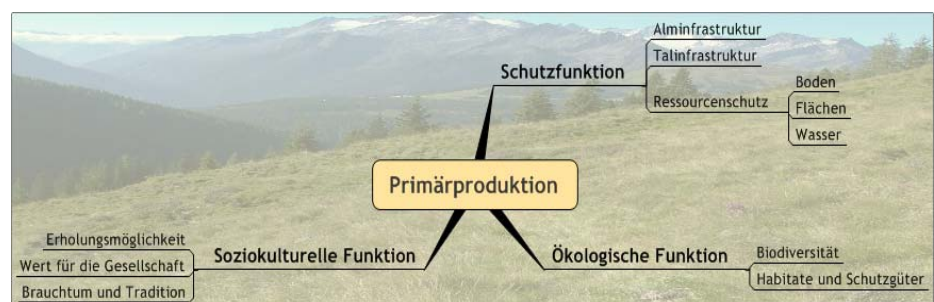 Alminfrastruktur
Talinfrastruktur
Schutzfunktion
Ressourcenschutz
Boden
Flächen
Wasser
Primärproduktion
Erholungsmöglichkeit
Wert für die Gesellschaft
Brauchtum und Tradition
Soziokulturelle Funktion
Ökologische Funktion
Biodiversität
Habitate und Schutzgüter